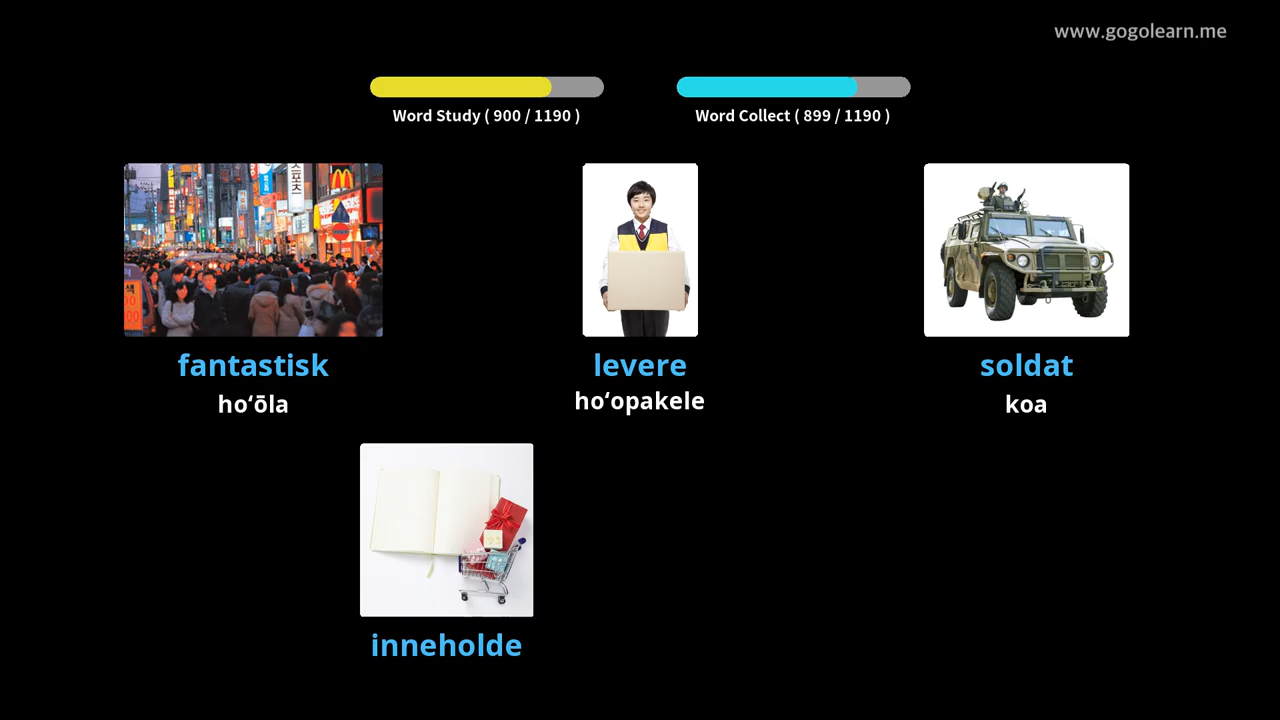 www.gogolearn.me
Word Study ( 900 / 1190 )
Word Collect ( 899 / 1190 )
fantastisk
hoʻōla
levere
hoʻopakele
soldat
koa
inneholde